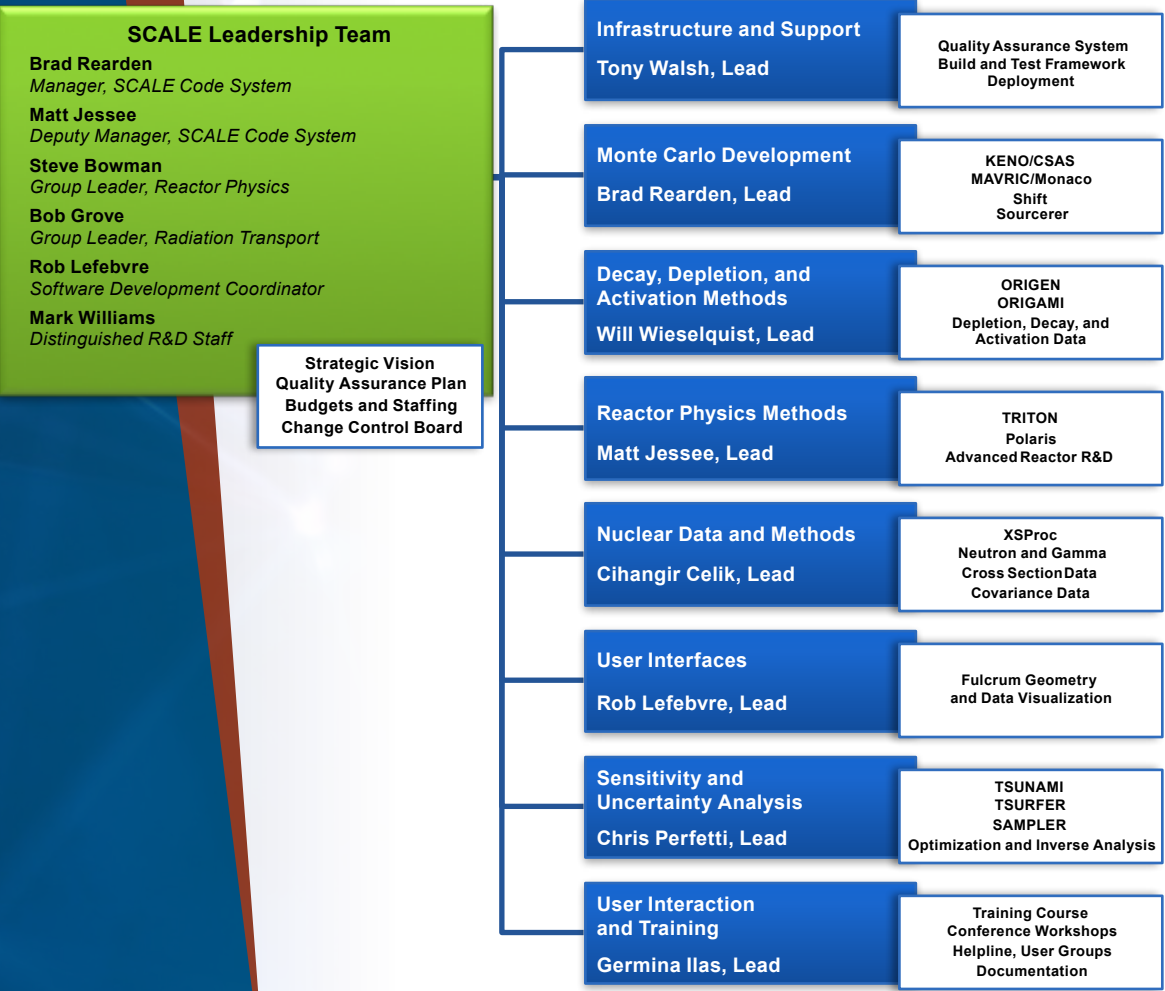 SCALE Leadership Team
Brad Rearden
Manager, SCALE Code System
Matt Jessee
Deputy Manager, SCALE Code System
Steve Bowman
Group Leader, Reactor Physics
Bob Grove
Group Leader, Radiation Transport
Rob Lefebvre
Software Development Coordinator
Mark Williams
Distinguished R&D Staff
Strategic Vision
Quality Assurance Plan
Budgets and Staffing
Change Control Board
Infrastructure and Support
Tony Walsh, Lead
Quality Assurance System
Build and Test Framework
Deployment
Monte Carlo Development
Brad Rearden, Lead
KENO/CSAS
MAVRIC/Monaco
Shift
Sourcerer
Decay, Depletion, and
Activation Methods
Will Wieselquist, Lead
ORIGEN
ORIGAMI
Depletion, Decay, and
Activation Data
Reactor Physics Methods
Matt Jessee, Lead
TRITON
Polaris
Advanced Reactor R&D
Nuclear Data and Methods
Cihangir Celik, Lead
XSProc
Neutron and Gamma
Cross Section Data
Covariance Data
User Interfaces
Rob Lefebvre, Lead
Fulcrum Geometry
and Data Visualization
Sensitivity and
Uncertainty Analysis
Chris Perfetti, Lead
TSUNAMI
TSURFER
SAMPLER
Optimization and Inverse Analysis
User Interaction
and Training
Germina Ilas, Lead
Training Course
Conference Workshops
Helpline, User Groups
Documentation